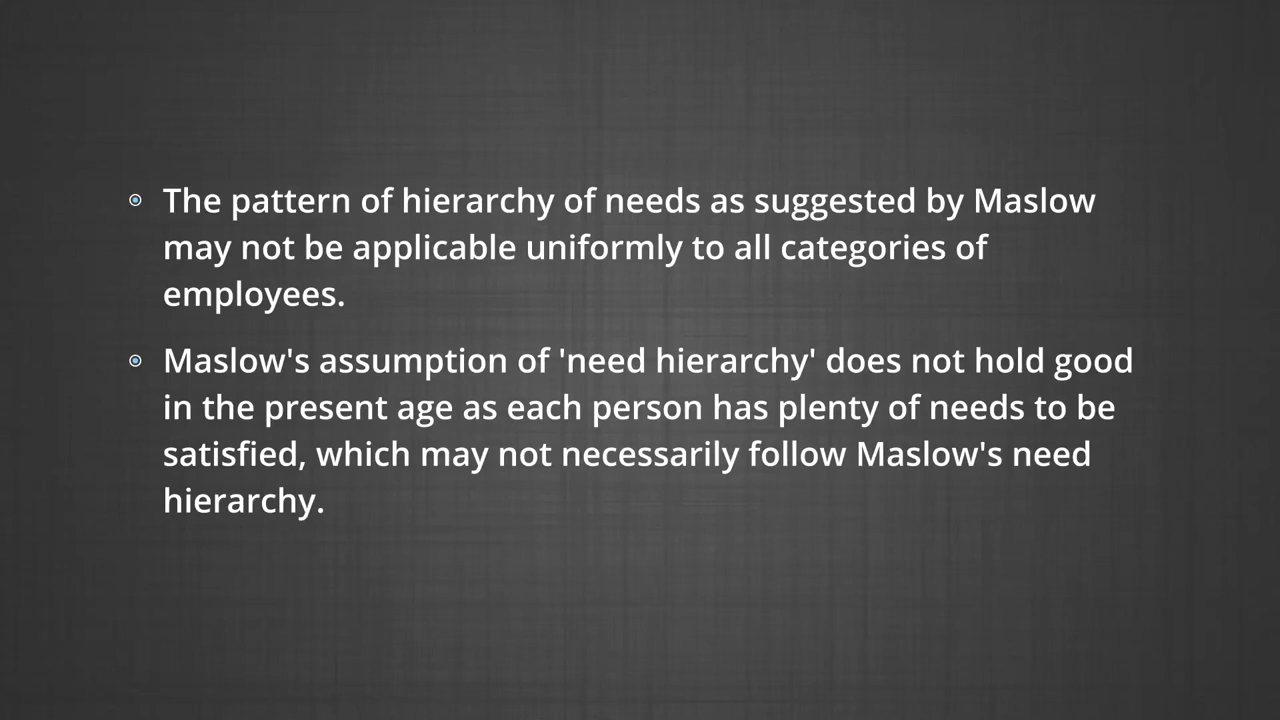 The pattern of hierarchy of needs as suggested by Maslow
may not be applicable uniformly to all categories of
employees.
Maslow's assumption of 'need hierarchy' does not hold good
in the present age as each person has plenty of needs to be
satisfied, which may not necessarily follow Maslow's need
hierarchy.